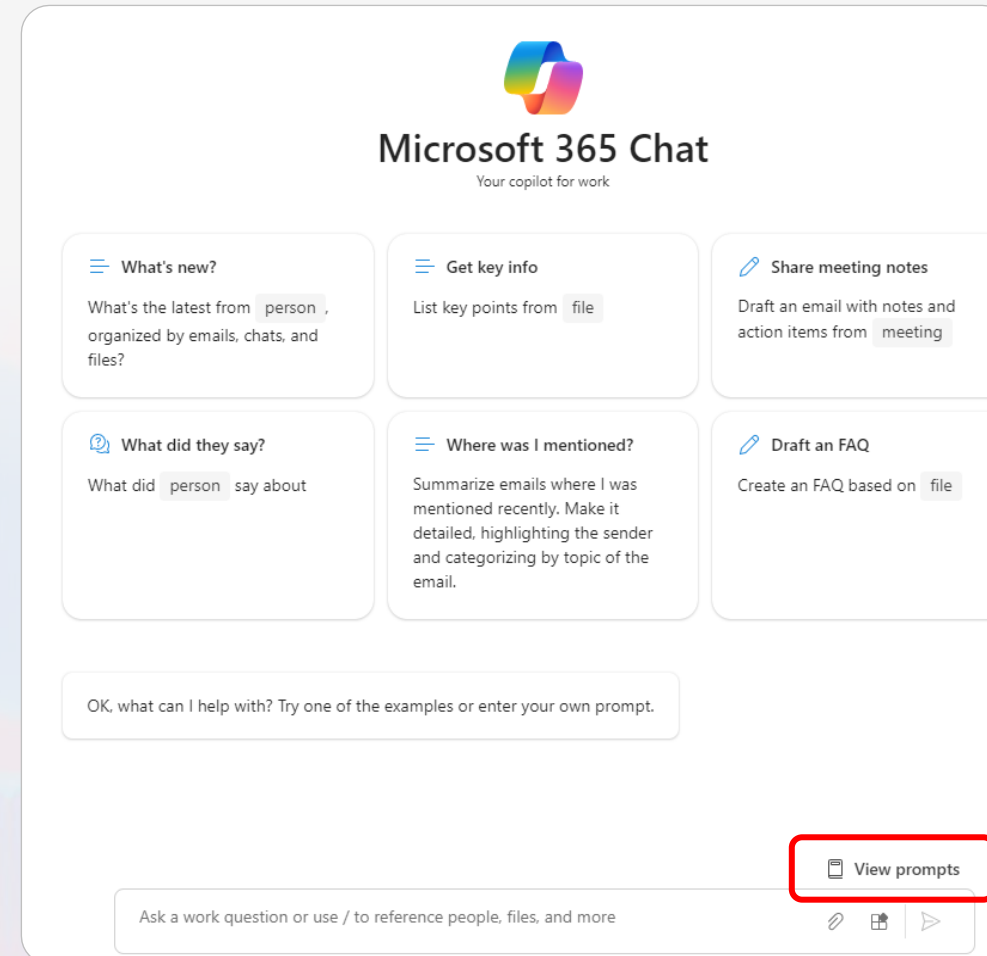 Microsoft 365 Chat
Your copilot for work
What's new?
What's the latest from person ,
organized by emails, chats, and
files?
Get key info
List key points from file
Share meeting notes
Draft an email with notes and
action items from meeting
What did they say?
What did person say about
Where was I mentioned?
Summarize emails where I was
mentioned recently. Make it
detailed, highlighting the sender
and categorizing by topic of the
email.
Draft an FAQ
Create an FAQ based on file
OK, what can I help with? Try one of the examples or enter your own prompt.
View prompts
Ask a work question or use / to reference people, files, and more